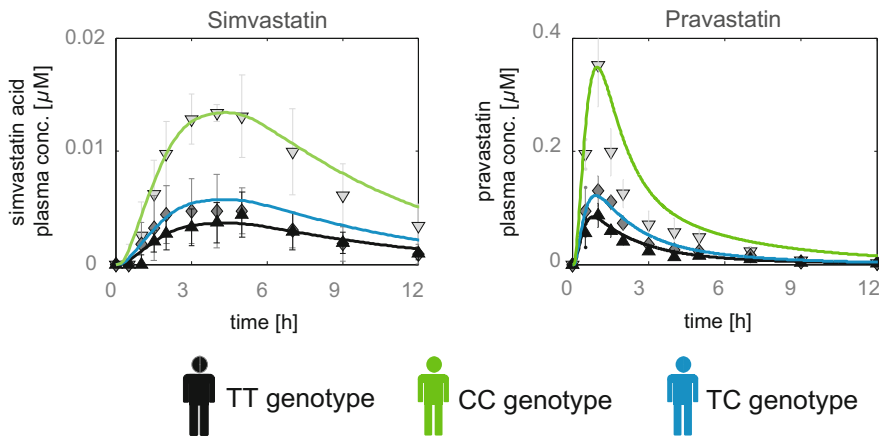 Simvastatin
0.02
0.01
0
simvastatin acid
plasma conc. [µM]
0 3 6 9 12
time [h]
Pravastatin
0.4
0.2
0
pravastatin
plasma conc. [µM]
0 3 6 9 12
time [h]
TT genotype
CC genotype
TC genotype